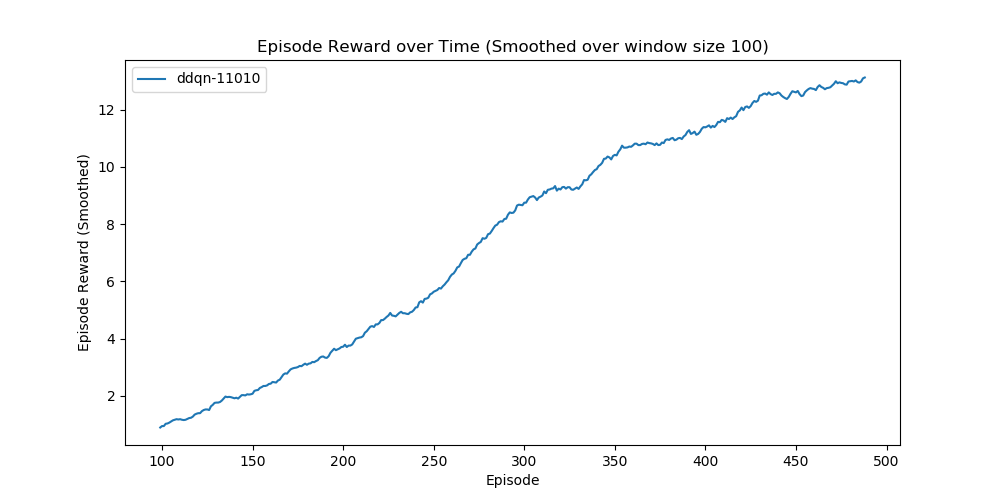 Episode Reward over Time (Smoothed over window size 100)
ddqn-11010
12
10
8
6
4
2
Episode Reward (Smoothed)
100 150 200 250 300 350 400 450 500
Episode